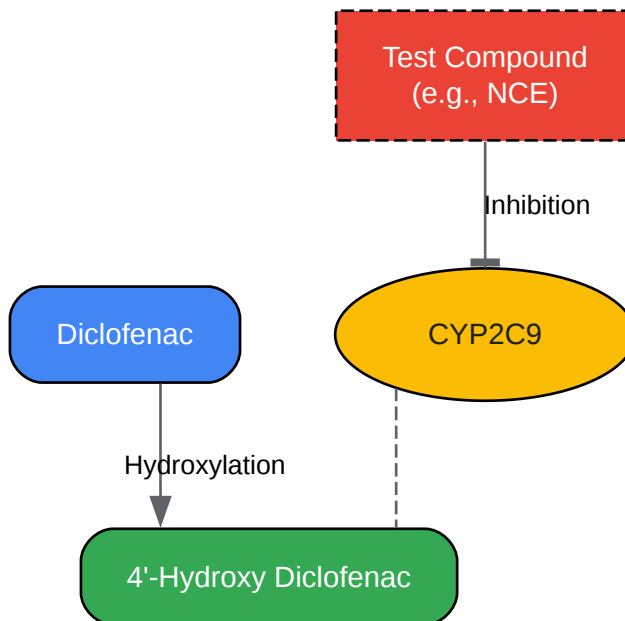 Test Compound
(e.g., NCE)
Inhibition
Diclofenac
CYP2C9
Hydroxylation
4'-Hydroxy Diclofenac